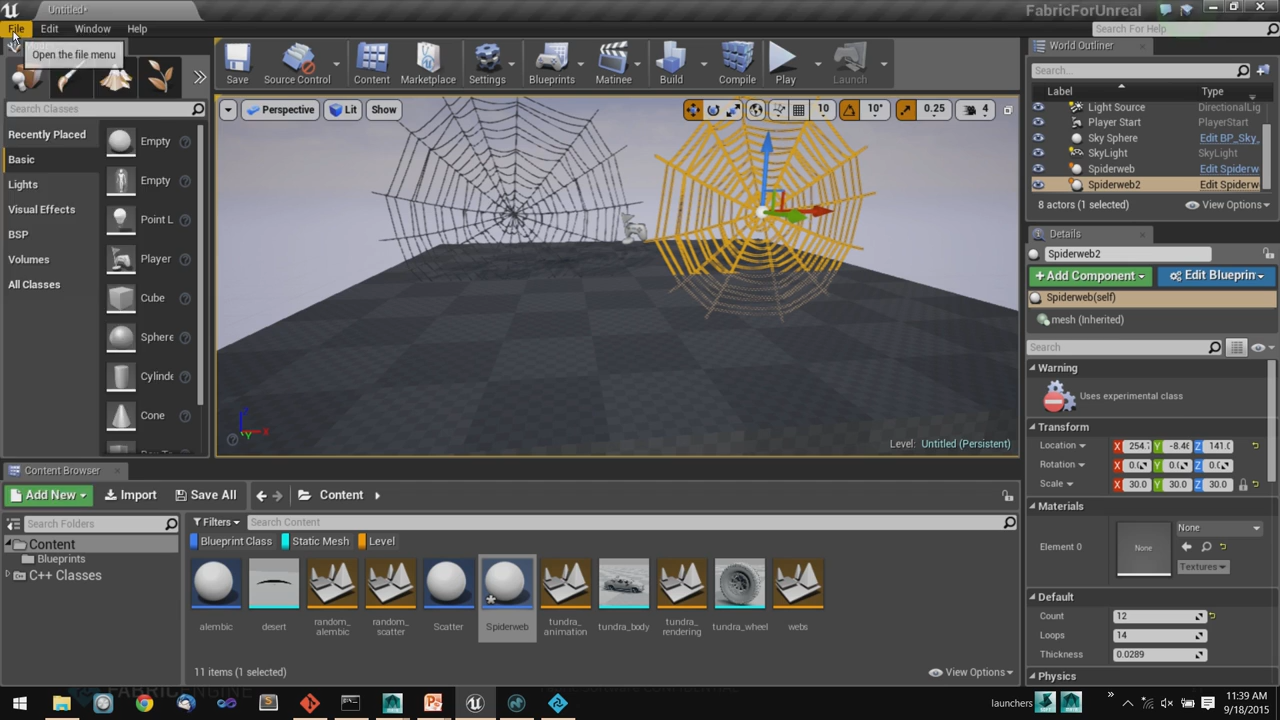 Untitled*
FabricForUnreal
File Edit Window Help
Search For Help
Open the file menu
Save
Source Control
Content
Marketplace
Settings
Blueprints
Matinee
Build
Compile
Play
Launch
World Outliner
Search...
Label Type
Light Source DirectionalLig
Player Start PlayerStart
Sky Sphere Edit BP_Sky_
SkyLight SkyLight
Spiderweb Edit Spiderw
Spiderweb2 Edit Spiderw
8 actors (1 selected) View Options
Search Classes
Recently Placed
Basic
Lights
Visual Effects
BSP
Volumes
All Classes
Empty
Empty
Point L
Player
Cube
Sphere
Cylinde
Cone
Perspective Lit Show
10 10° 0.25 4
Level: Untitled (Persistent)
Details
Spiderweb2
+Add Component Edit Blueprin
Spiderweb(self)
mesh (Inherited)
Search
Warning
Uses experimental class
Transform
Location X 254.7 Y -8.46 Z 141.0
Rotation X 0.0 Y 0.0 Z 0.0
Scale X 30.0 Y 30.0 Z 30.0
Materials
Element 0
None
None
Textures
Default
Count 12
Loops 14
Thickness 0.0289
Physics
Content Browser
Add New Import Save All Content
Search Folders
Content
Blueprints
C++ Classes
Filters Search Content
Blueprint Class Static Mesh Level
alembic
desert
random_
alembic
random_
scatter
Scatter
Spiderweb
tundra_
animation
tundra_body
tundra_
rendering
tundra_wheel
webs
11 items (1 selected) View Options
FABRICENGINE
launchers
11:39 AM
9/18/2015